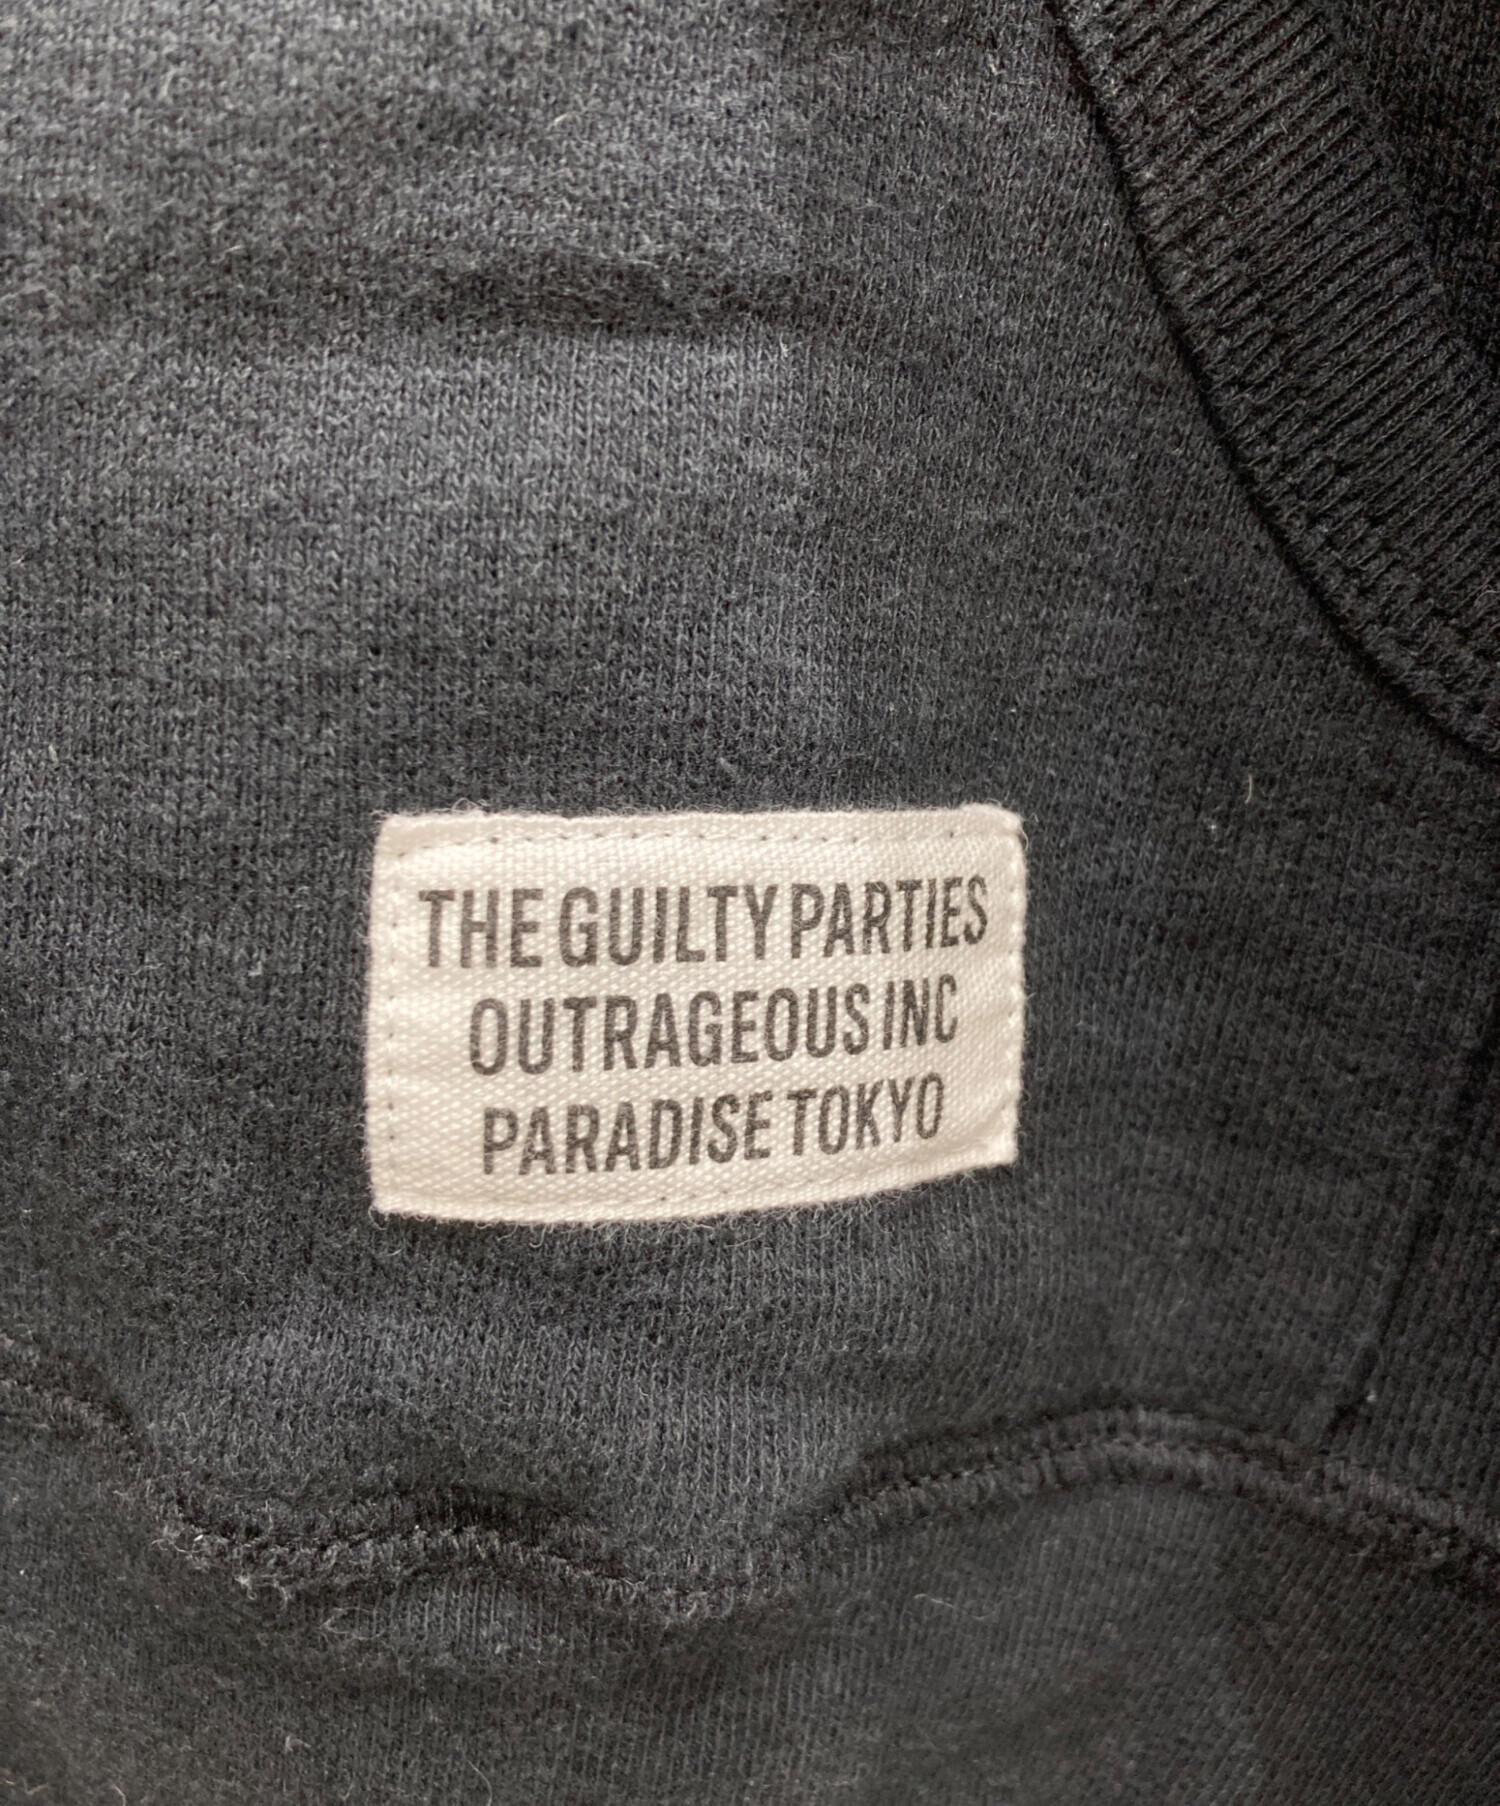 THE GUILTY PARTIES
OUTRAGEOUS INC
PARADISE TOKYO